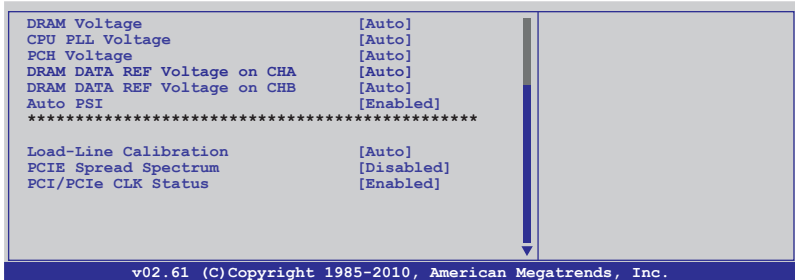 DRAM Voltage [Auto]
CPU PLL Voltage [Auto]
PCH Voltage [Auto]
DRAM DATA REF Voltage on CHA [Auto]
DRAM DATA REF Voltage on CHB [Auto]
Auto PSI [Enabled]
***********************************************
Load-Line Calibration [Auto]
PCIE Spread Spectrum [Disabled]
PCI/PCIe CLK Status [Enabled]
v02.61 (C)Copyright 1985-2010, American Megatrends, Inc.